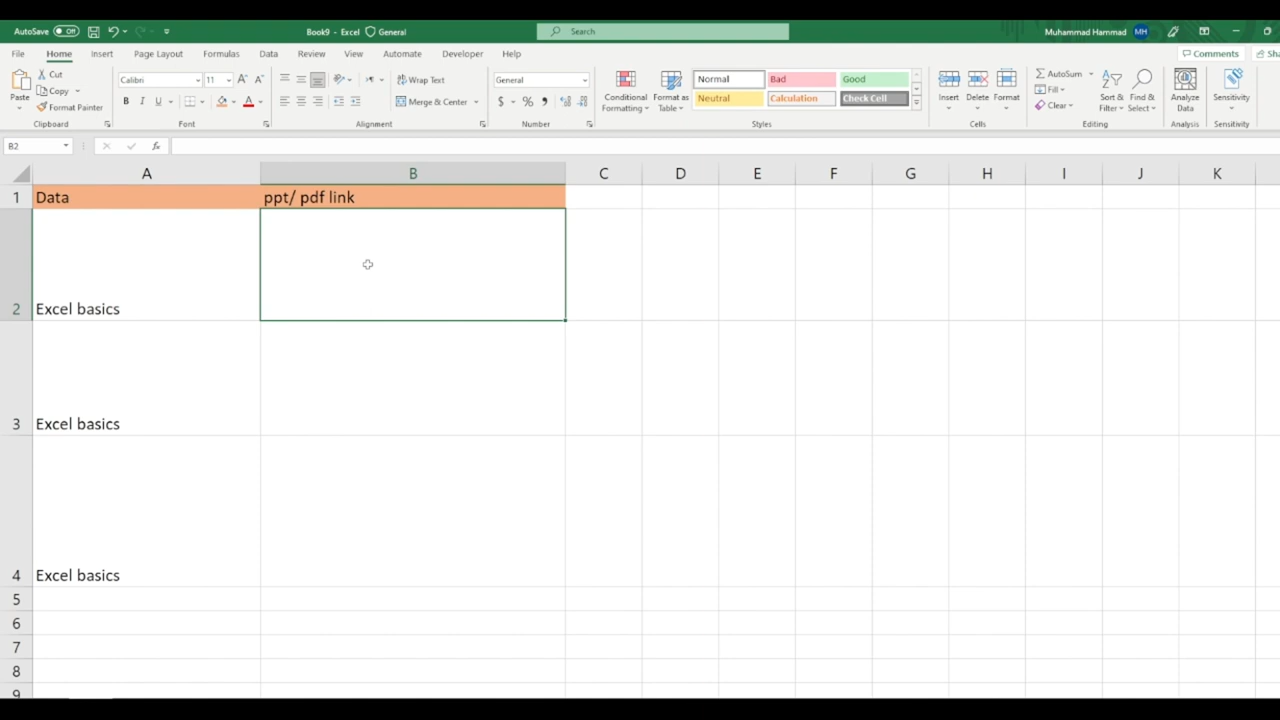 AutoSave Off Book9 - Excel General Search Muhammad Hammad MH
File Home Insert Page Layout Formulas Data Review View Automate Developer Help Comments Sha
Paste Cut Copy Format Painter Clipboard
Calibri 11 A A B I U A Font
Wrap Text Merge & Center Alignment
General $ % Number
Conditional Formatting Format as Table Normal Bad Good Neutral Calculation Check Cell Styles
Insert Delete Format Cells
AutoSum Fill Clear Sort & Filter Find & Select Editing
Analyze Data Analysis
Sensitivity Sensitivity
B2 fx
A B C D E F G H I J K
1 Data ppt/ pdf link
2 Excel basics
3 Excel basics
4 Excel basics
5
6
7
8
9